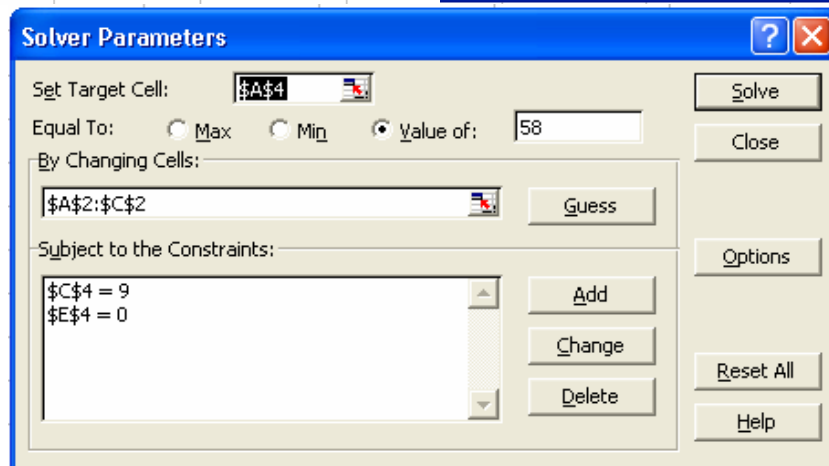 Solver Parameters
Set Target Cell: $A$4 Solve
Equal To: Max Min Value of: 58 Close
By Changing Cells:
$A$2:$C$2 Guess
Subject to the Constraints: Options
$C$4 = 9 Add
$E$4 = 0
Change
Reset All
Delete
Help